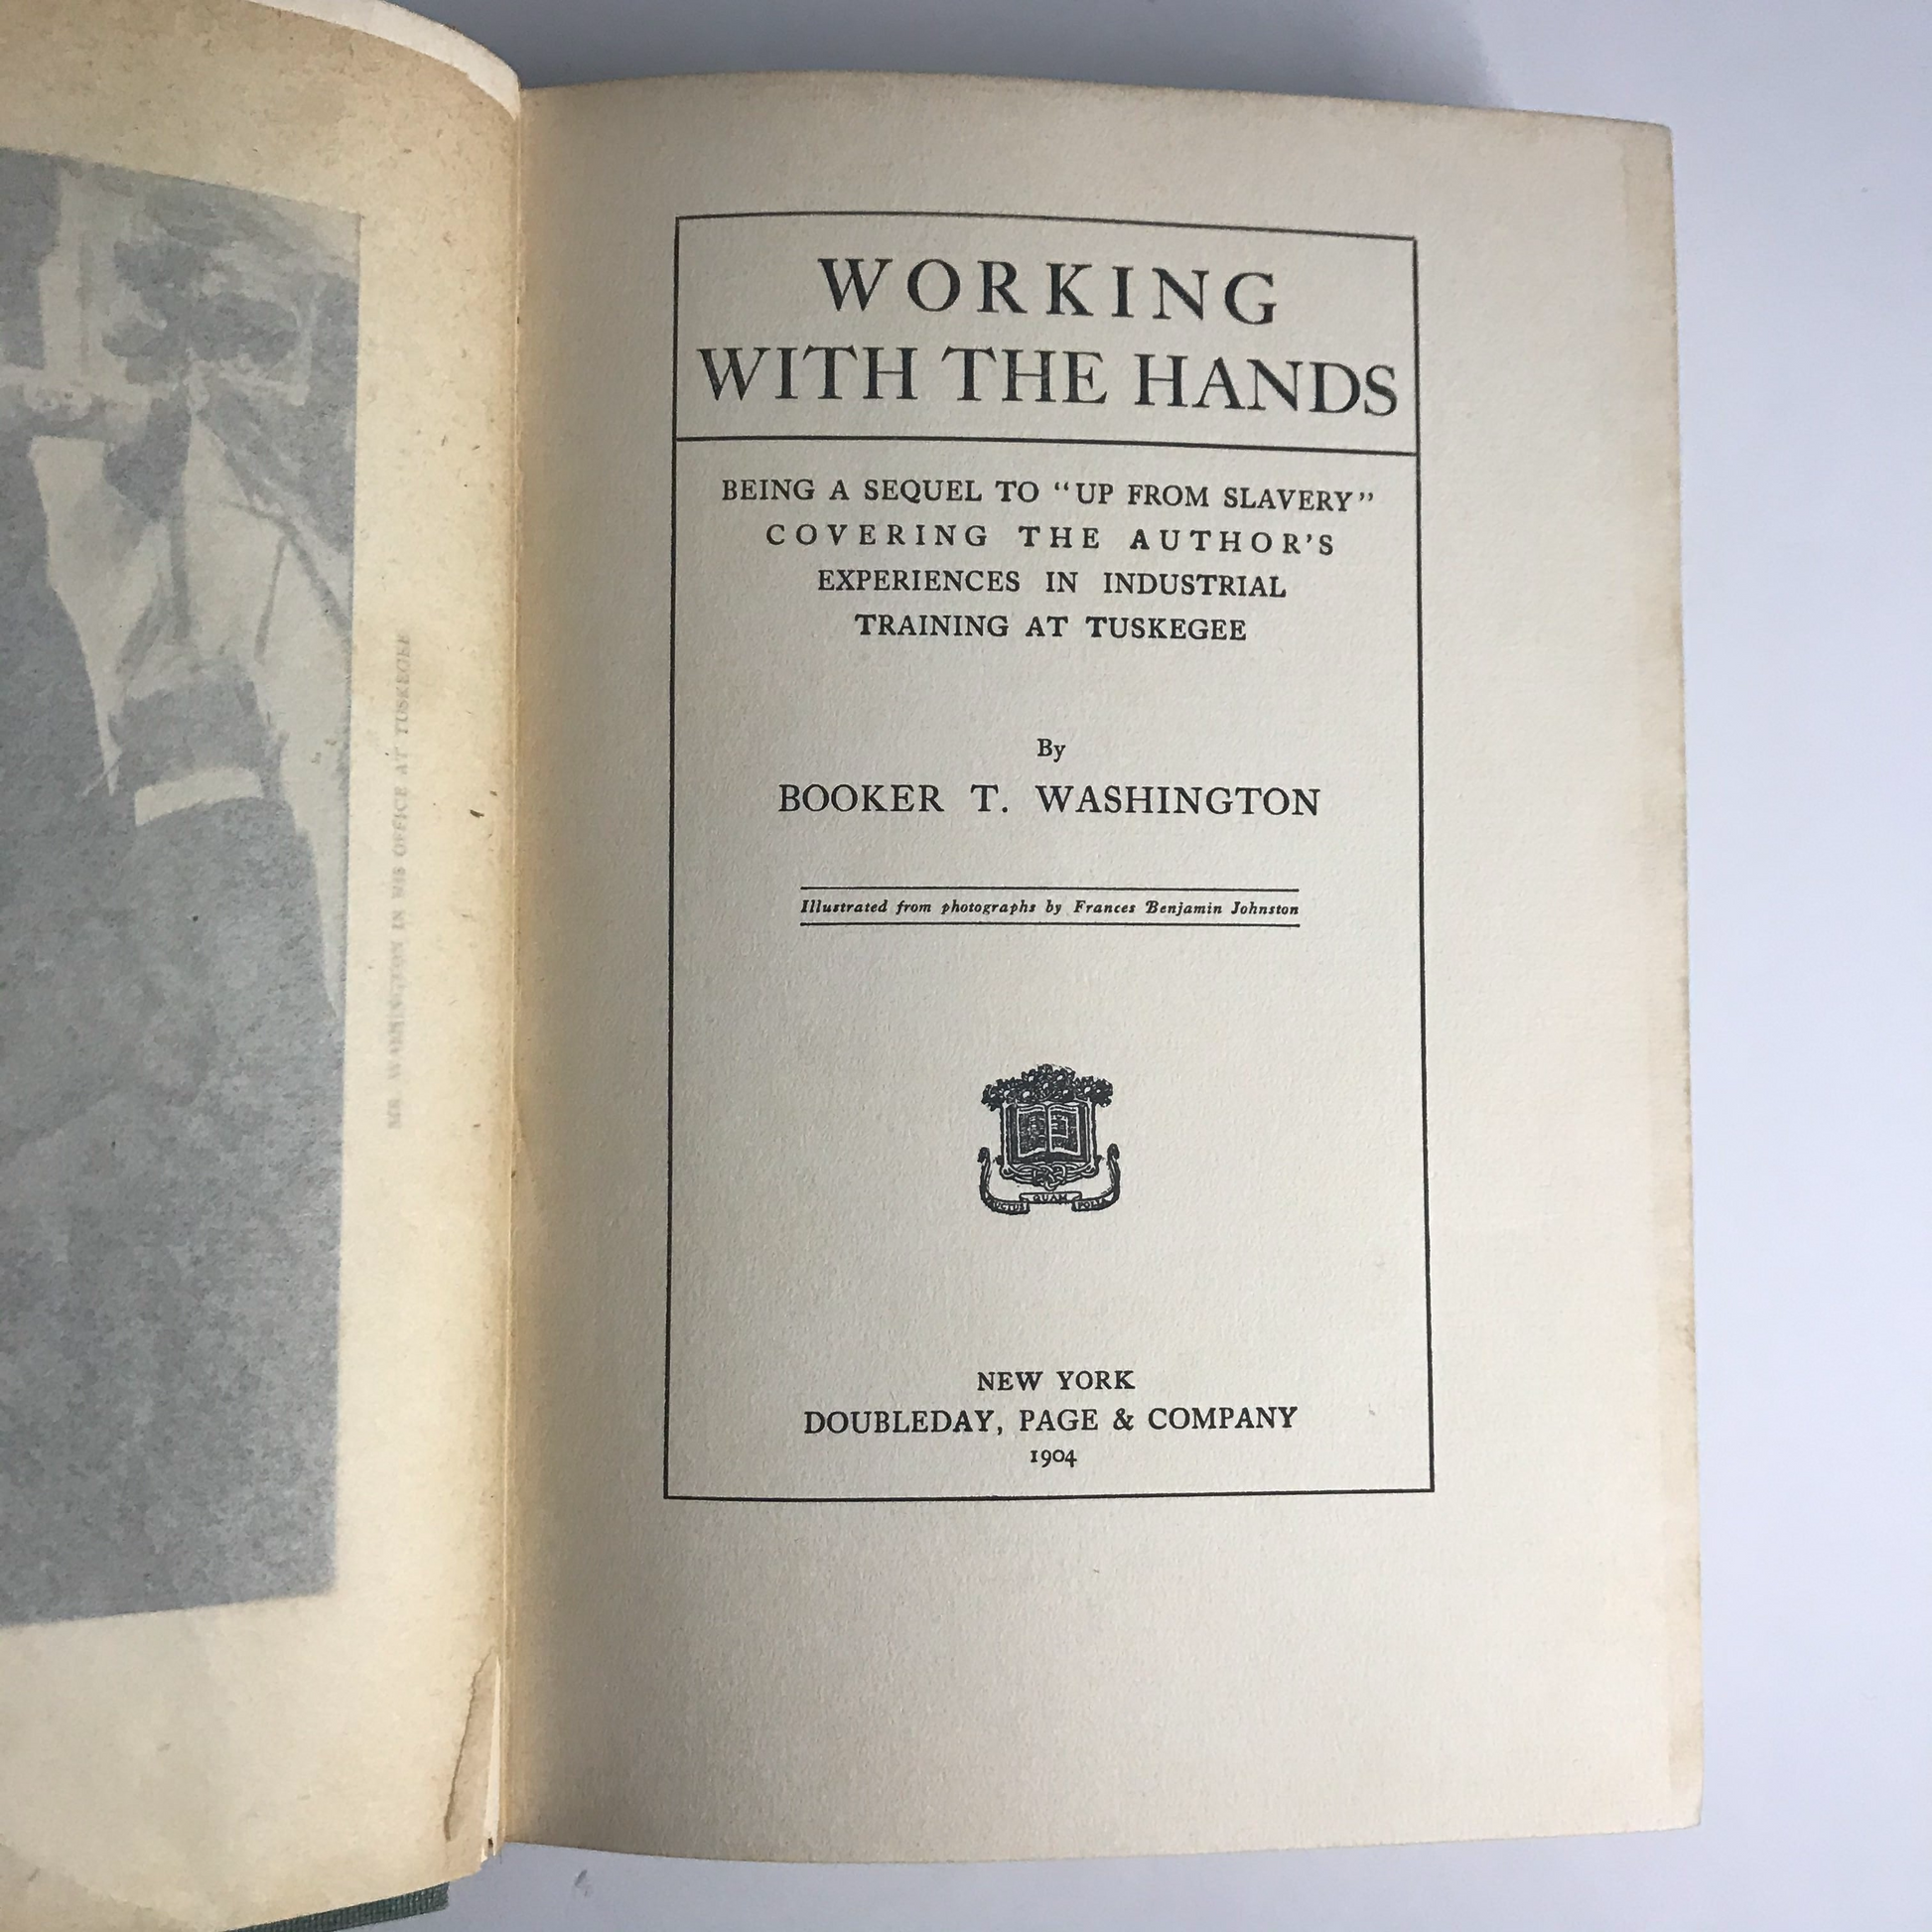 MR. WASHINGTON IN HIS OFFICE AT TUSKEGEE
WORKING
WITH THE HANDS
BEING A SEQUEL TO “UP FROM SLAVERY”
COVERING THE AUTHOR'S
EXPERIENCES IN INDUSTRIAL
TRAINING AT TUSKEGEE
By
BOOKER T. WASHINGTON
Illustrated from photographs by Frances Benjamin Johnston
QUAM
NEW YORK
DOUBLEDAY, PAGE & COMPANY
1904